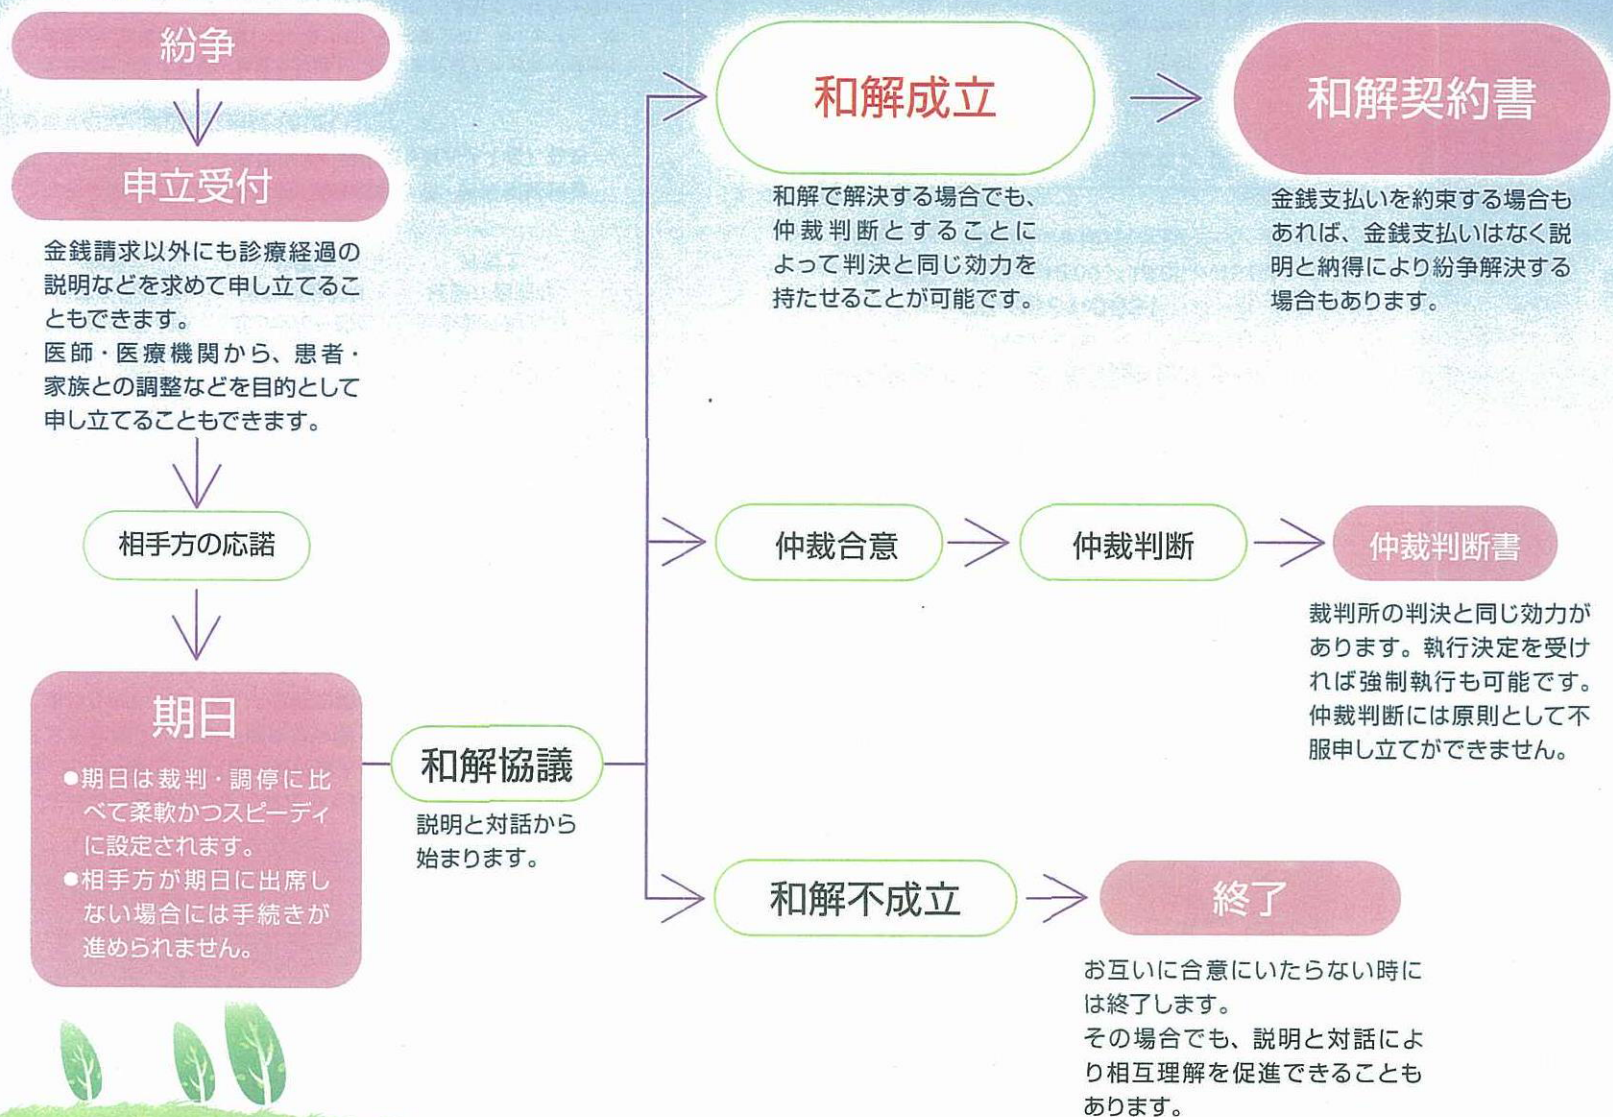 紛争
申立受付
金銭請求以外にも診療経過の
説明などを求めて申し立てるこ
ともできます。
医師・医療機関から、患者・
家族との調整などを目的として
申し立てることもできます。
相手方の応諾
期日
●期日は裁判・調停に比
べて柔軟かつスピーディ
に設定されます。
●相手方が期日に出席し
ない場合には手続きが
進められません。
和解協議
説明と対話から
始まります。
和解成立
和解で解決する場合でも、
仲裁判断とすることに
よって判決と同じ効力を
持たせることが可能です。
和解契約書
金銭支払いを約束する場合も
あれば、金銭支払いはなく説
明と納得により紛争解決する
場合もあります。
仲裁合意
仲裁判断
仲裁判断書
裁判所の判決と同じ効力が
あります。執行決定を受け
れば強制執行も可能です。
仲裁判断には原則として不
服申し立てができません。
和解不成立
終了
お互いに合意にいたらない時に
は終了します。
その場合でも、説明と対話によ
り相互理解を促進できることも
あります。